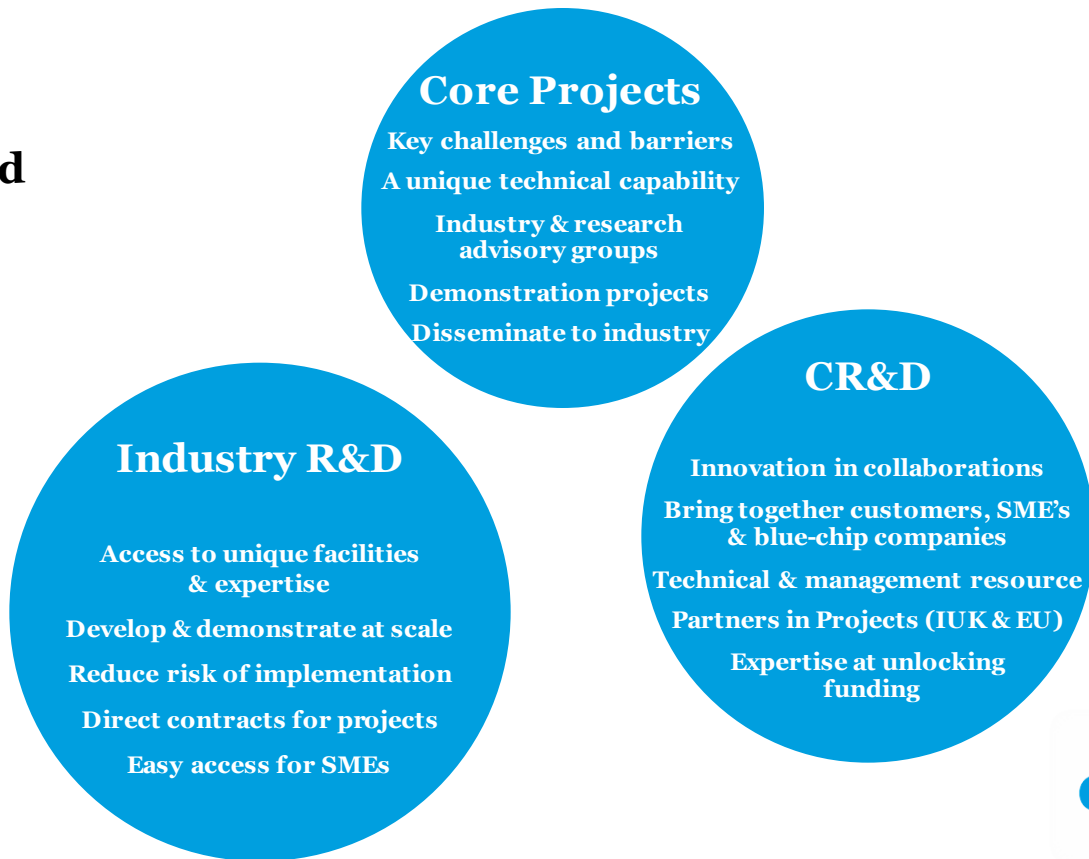 d
Core Projects
Key challenges and barriers
A unique technical capability
Industry & research
advisory groups
Demonstration projects
Disseminate to industry
CR&D
Innovation in collaborations
Bring together customers, SME’s
& blue-chip companies
Technical & management resource
Partners in Projects (IUK & EU)
Expertise at unlocking
funding
Industry R&D
Access to unique facilities
& expertise
Develop & demonstrate at scale
Reduce risk of implementation
Direct contracts for projects
Easy access for SMEs